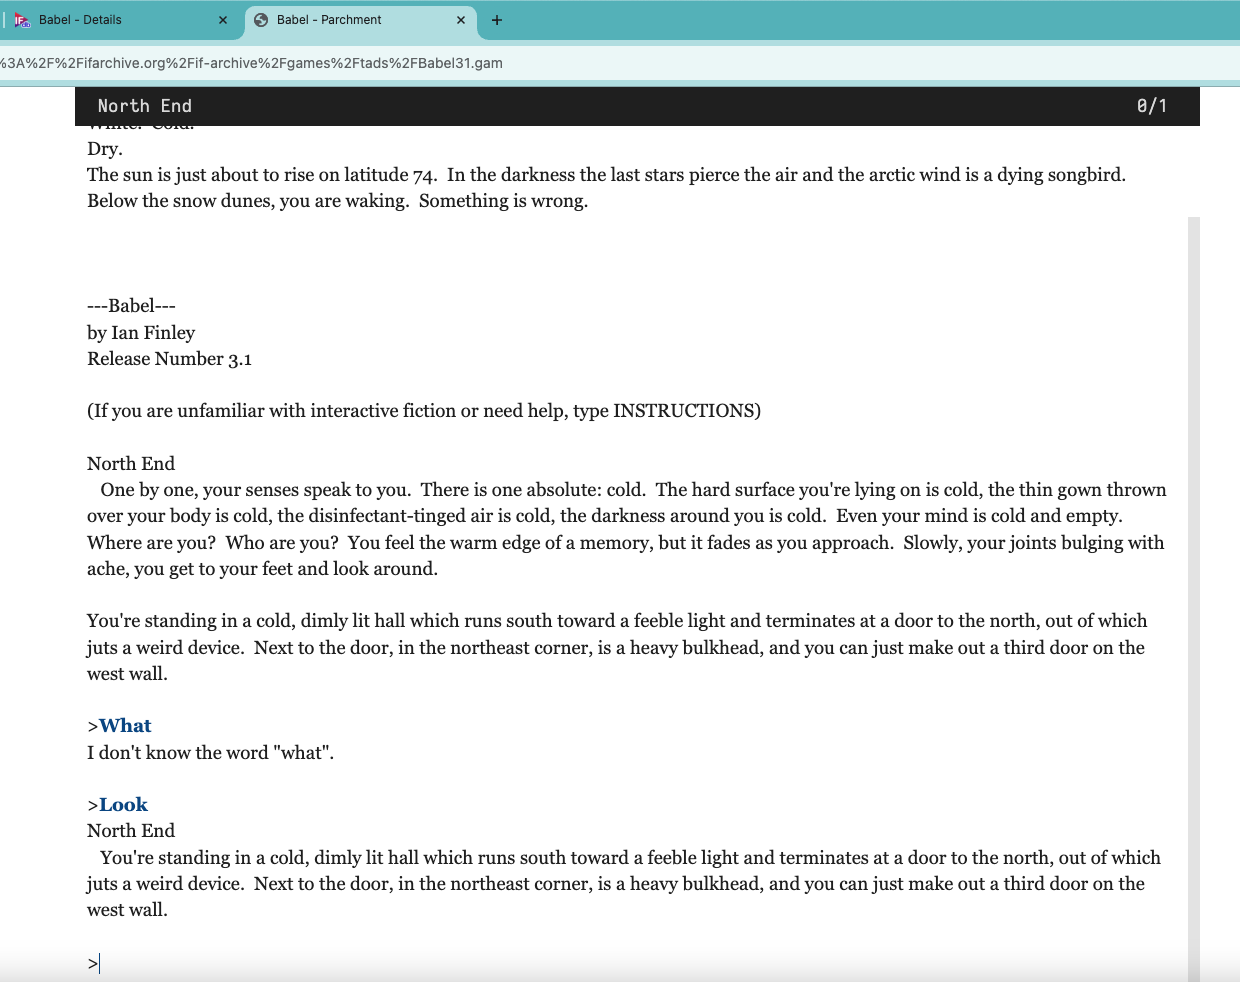 Babel - Details
Babel - Parchment
%3A%2F%2Fifarchive.org%2Fif-archive%2Fgames%2Ftads%2FBabel31.gam
North End 0/1
White. Cold.
Dry.
The sun is just about to rise on latitude 74. In the darkness the last stars pierce the air and the arctic wind is a dying songbird.
Below the snow dunes, you are waking. Something is wrong.
---Babel---
by Ian Finley
Release Number 3.1
(If you are unfamiliar with interactive fiction or need help, type INSTRUCTIONS)
North End
One by one, your senses speak to you. There is one absolute: cold. The hard surface you're lying on is cold, the thin gown thrown
over your body is cold, the disinfectant-tinged air is cold, the darkness around you is cold. Even your mind is cold and empty.
Where are you? Who are you? You feel the warm edge of a memory, but it fades as you approach. Slowly, your joints bulging with
ache, you get to your feet and look around.
You're standing in a cold, dimly lit hall which runs south toward a feeble light and terminates at a door to the north, out of which
juts a weird device. Next to the door, in the northeast corner, is a heavy bulkhead, and you can just make out a third door on the
west wall.
>What
I don't know the word "what".
>Look
North End
You're standing in a cold, dimly lit hall which runs south toward a feeble light and terminates at a door to the north, out of which
juts a weird device. Next to the door, in the northeast corner, is a heavy bulkhead, and you can just make out a third door on the
west wall.
>